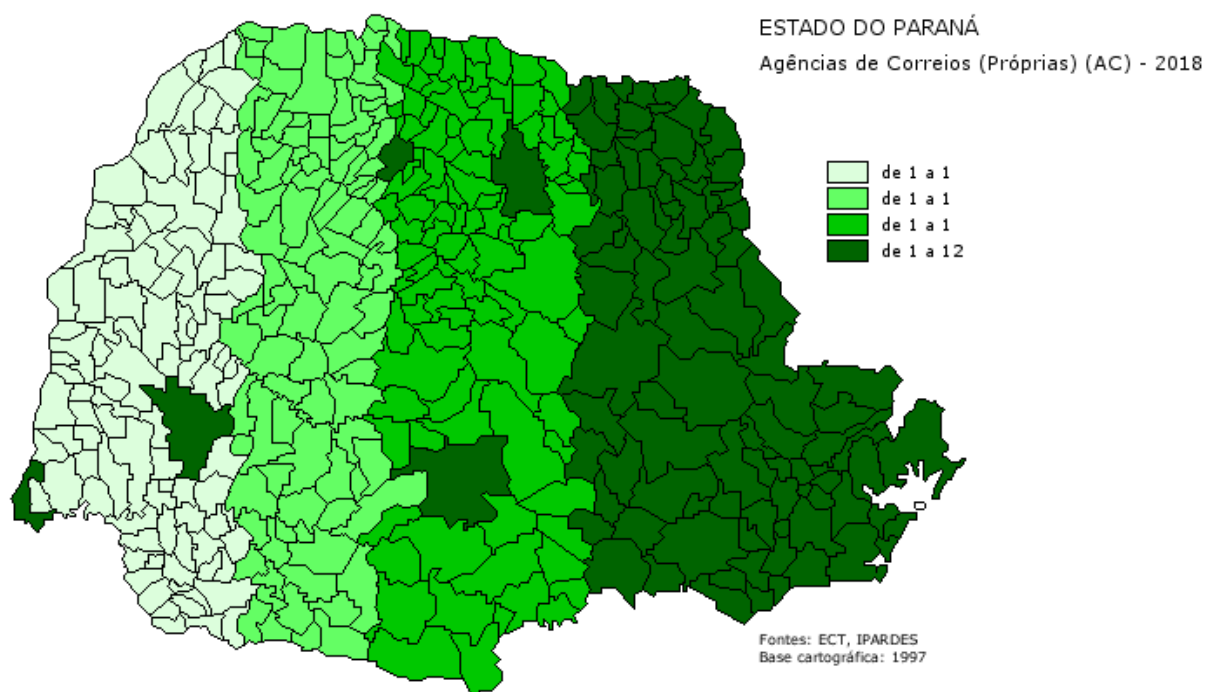 ESTADO DO PARANÁ
Agências de Correios (Próprias) (AC) - 2018
de 1 a 1
de 1 a 1
de 1 a 1
de 1 a 12
Fontes: ECT, IPARDES
Base cartográfica: 1997